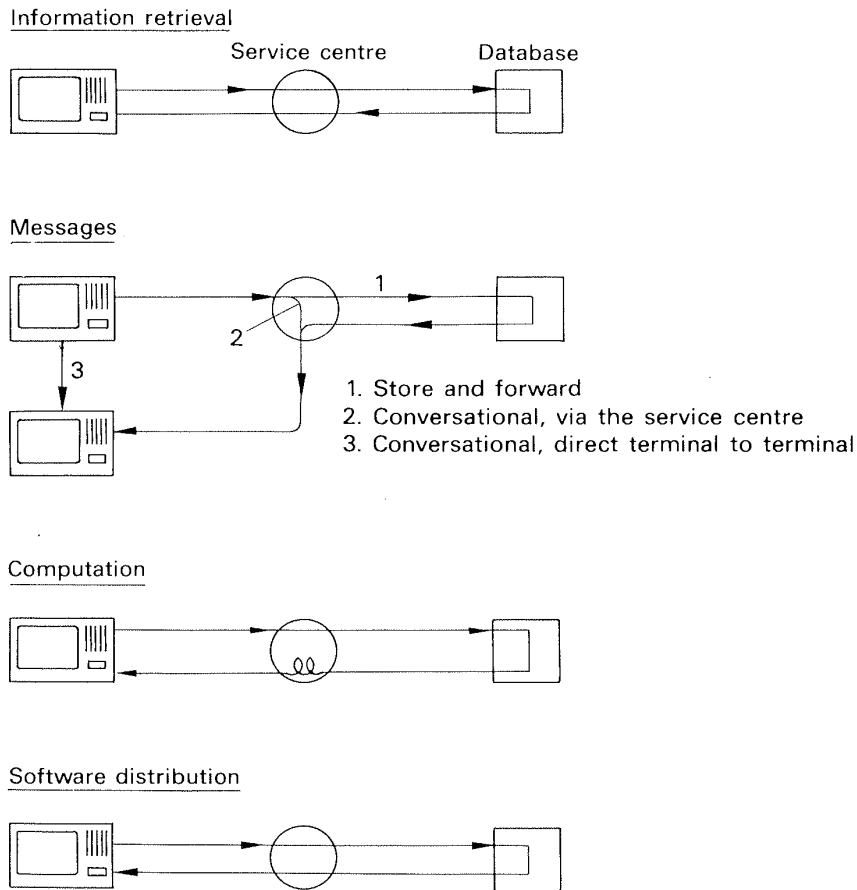 Information retrieval
Service centre
Database
Messages
1
2
3
1. Store and forward
2. Conversational, via the service centre
3. Conversational, direct terminal to terminal
Computation
Software distribution